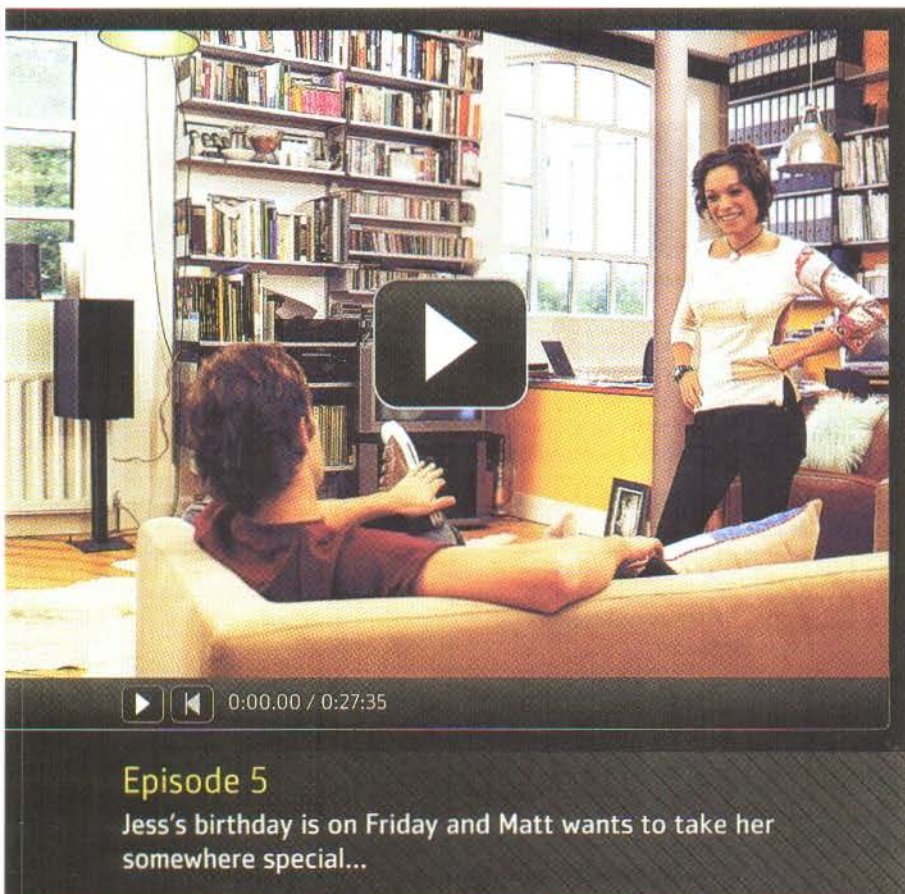 0:00.00 / 0:27:35
Episode 5
Jess's birthday is on Friday and Matt wants to take her
somewhere special...